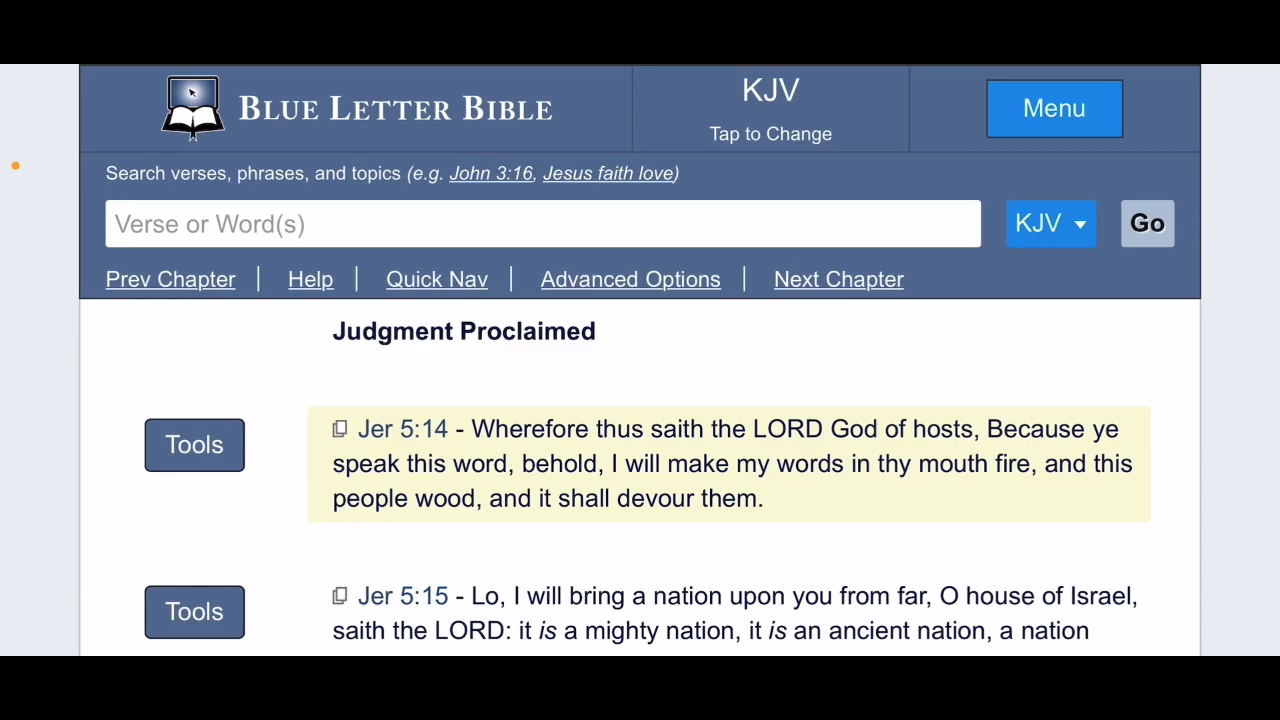 BLUE LETTER BIBLE
KJV
Tap to Change
Menu
Search verses, phrases, and topics (e.g. John 3:16, Jesus faith love)
Verse or Word(s)
KJV
Go
Prev Chapter | Help | Quick Nav | Advanced Options | Next Chapter
Judgment Proclaimed
Tools
Jer 5:14 - Wherefore thus saith the LORD God of hosts, Because ye
speak this word, behold, I will make my words in thy mouth fire, and this
people wood, and it shall devour them.
Tools
Jer 5:15 - Lo, I will bring a nation upon you from far, O house of Israel,
saith the LORD: it is a mighty nation, it is an ancient nation, a nation